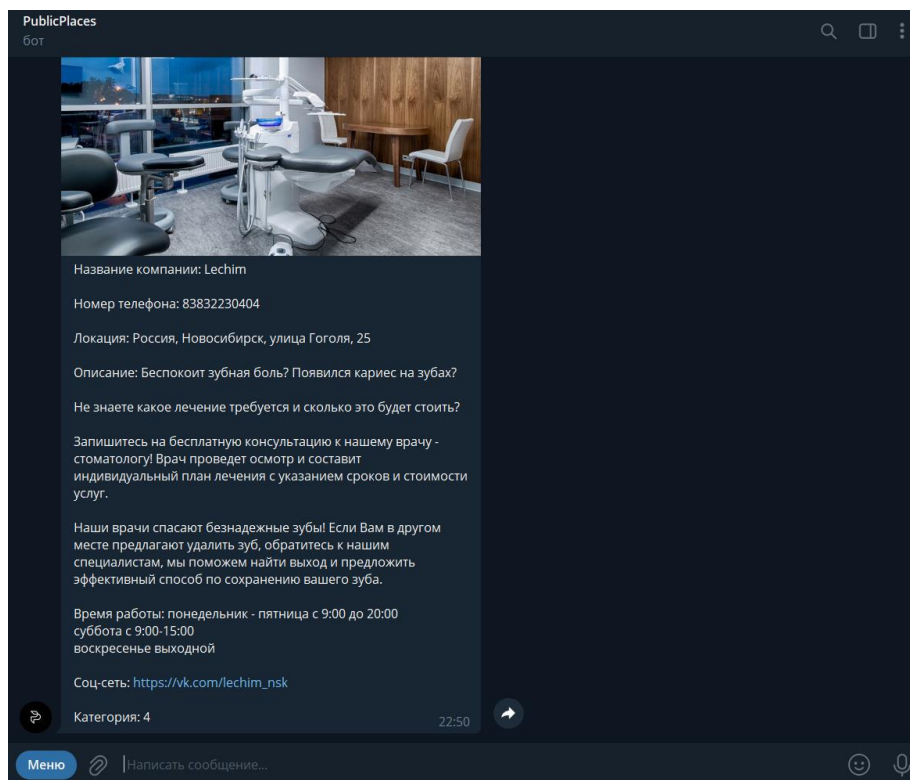 PublicPlaces
бот
Название компании: Lechim
Номер телефона: 83832230404
Локация: Россия, Новосибирск, улица Гоголя, 25
Описание: Беспокоит зубная боль? Появился кариес на зубах?
Не знаете какое лечение требуется и сколько это будет стоить?
Запишитесь на бесплатную консультацию к нашему врачу -
стоматологу! Врач проведет осмотр и составит
индивидуальный план лечения с указанием сроков и стоимости
услуг.
Наши врачи спасают безнадежные зубы! Если Вам в другом
месте предлагают удалить зуб, обратитесь к нашим
специалистам, мы поможем найти выход и предложить
эффективный способ по сохранению вашего зуба.
Время работы: понедельник - пятница с 9:00 до 20:00
суббота с 9:00-15:00
воскресенье выходной
Соц-сеть: https://vk.com/lechim_nsk
Категория: 4
22:50
Меню
Написать сообщение...